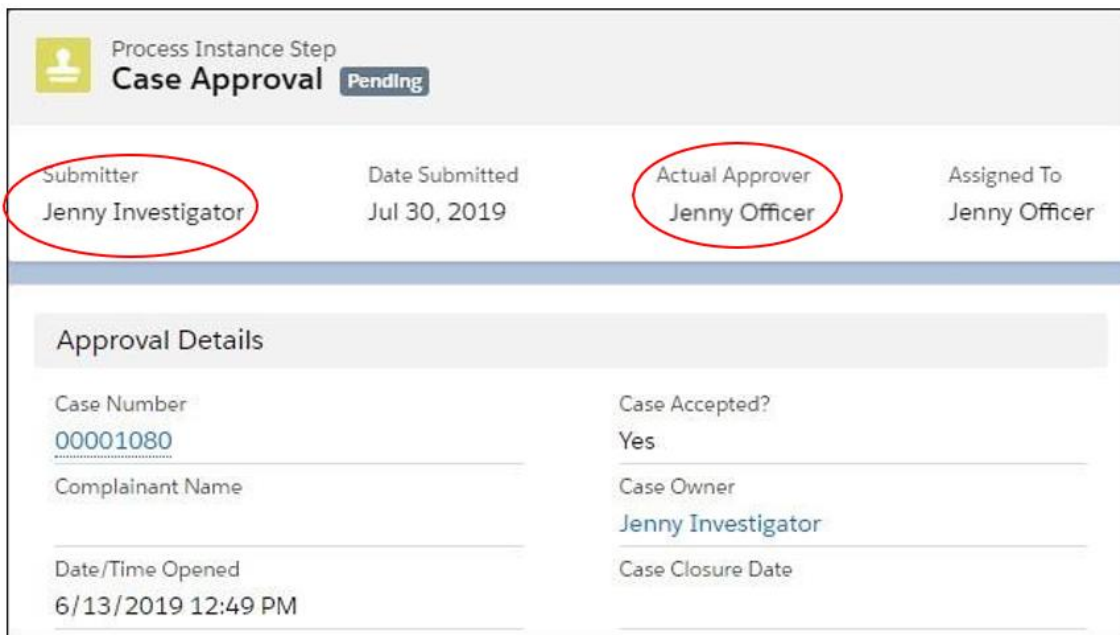 Process Instance Step
Case Approval Pending
Submitter Date Submitted Actual Approver Assigned To
Jenny Investigator Jul 30, 2019 Jenny Officer Jenny Officer
Approval Details
Case Number Case Accepted?
00001080 Yes
Complainant Name Case Owner
Jenny Investigator
Date/Time Opened Case Closure Date
6/13/2019 12:49 PM